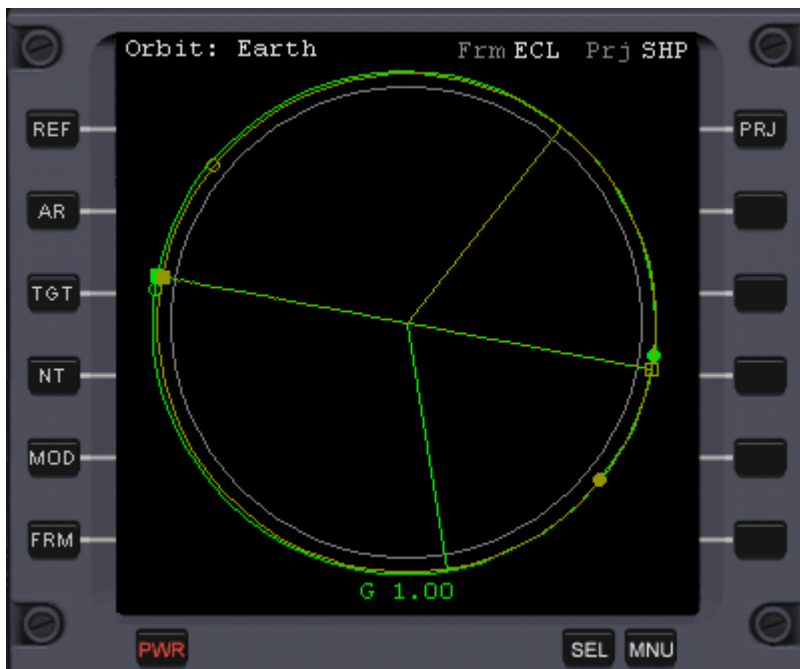 Orbit: Earth Frm ECL Prj SHP
REF
PRJ
AR
TGT
NT
MOD
FRM
G 1.00
PWR
SEL
MNU